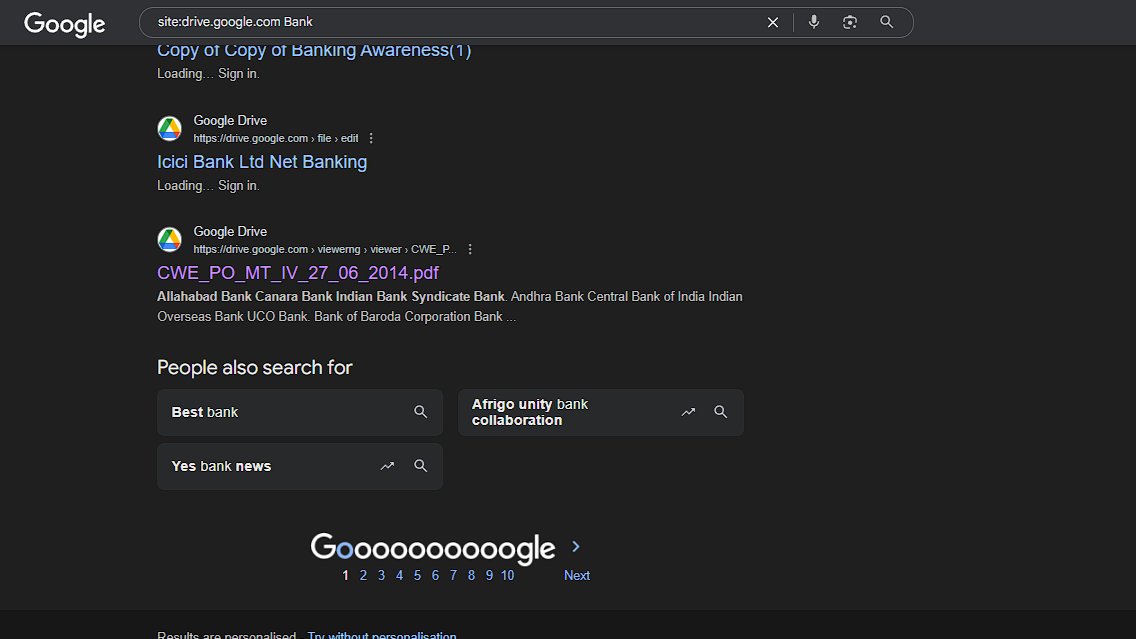 Google
site:drive.google.com Bank
Copy of Copy of Banking Awareness(1)
Loading... Sign in.
Google Drive
https://drive.google.com › file › edit
Icici Bank Ltd Net Banking
Loading... Sign in.
Google Drive
https://drive.google.com › viewerng › viewer › CWE_P...
CWE_PO_MT_IV_27_06_2014.pdf
Allahabad Bank Canara Bank Indian Bank Syndicate Bank. Andhra Bank Central Bank of India Indian
Overseas Bank UCO Bank. Bank of Baroda Corporation Bank ...
People also search for
Best bank
Afrigo unity bank
collaboration
Yes bank news
Goooooooooogle
1 2 3 4 5 6 7 8 9 10 Next
Results are personalised Try without personalisation